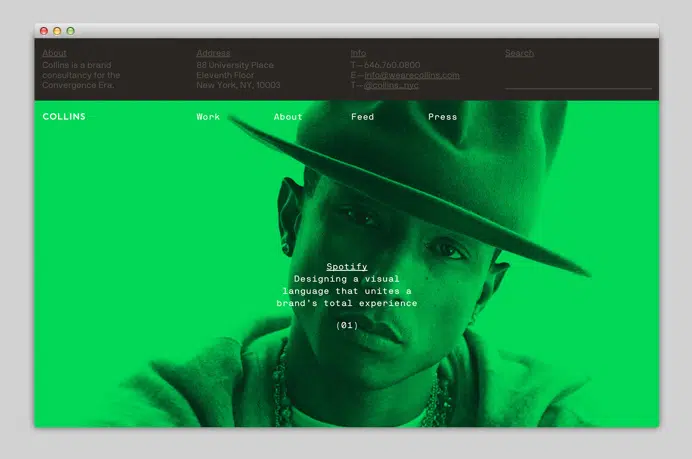 About
Collins is a brand
consultancy for the
Convergence Era.
Address
88 University Place
Eleventh Floor
New York, NY, 10003
Info
T—646.760.0800
E—info@wearecollins.com
T—@collins_nyc
Search
COLLINS
Work
About
Feed
Press
Spotify
Designing a visual
language that unites a
brand's total experience
(01)